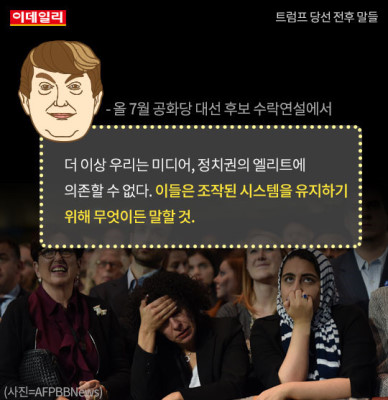 이데일리
트럼프 당선 전후 말들
- 올 7월 공화당 대선 후보 수락연설에서
더 이상 우리는 미디어, 정치권의 엘리트에
의존할 수 없다. 이들은 조작된 시스템을 유지하기
위해 무엇이든 말할 것.
(사진=AFPBBNews)